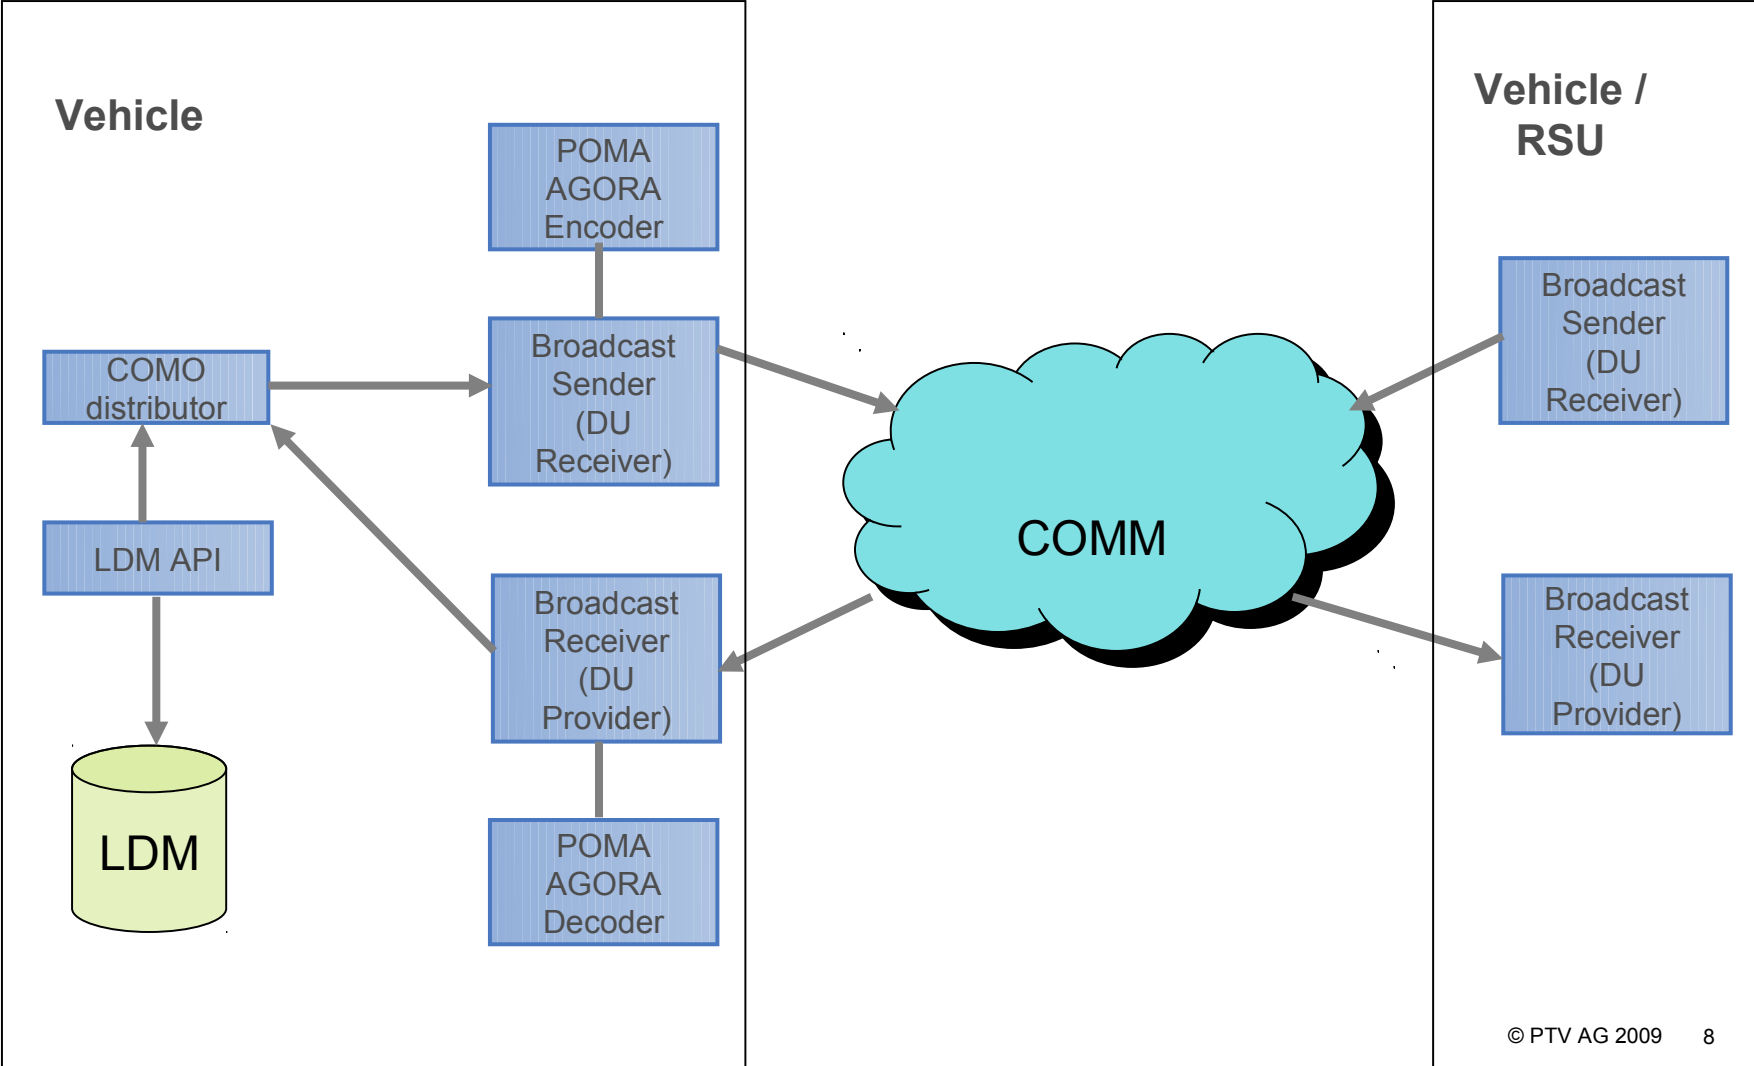 Vehicle
POMA
AGORA
Encoder
Vehicle /
RSU
COMO
distributor
Broadcast
Sender
(DU
Receiver)
COMM
Broadcast
Sender
(DU
Receiver)
LDM API
Broadcast
Receiver
(DU
Provider)
Broadcast
Receiver
(DU
Provider)
LDM
POMA
AGORA
Decoder
© PTV AG 2009 8